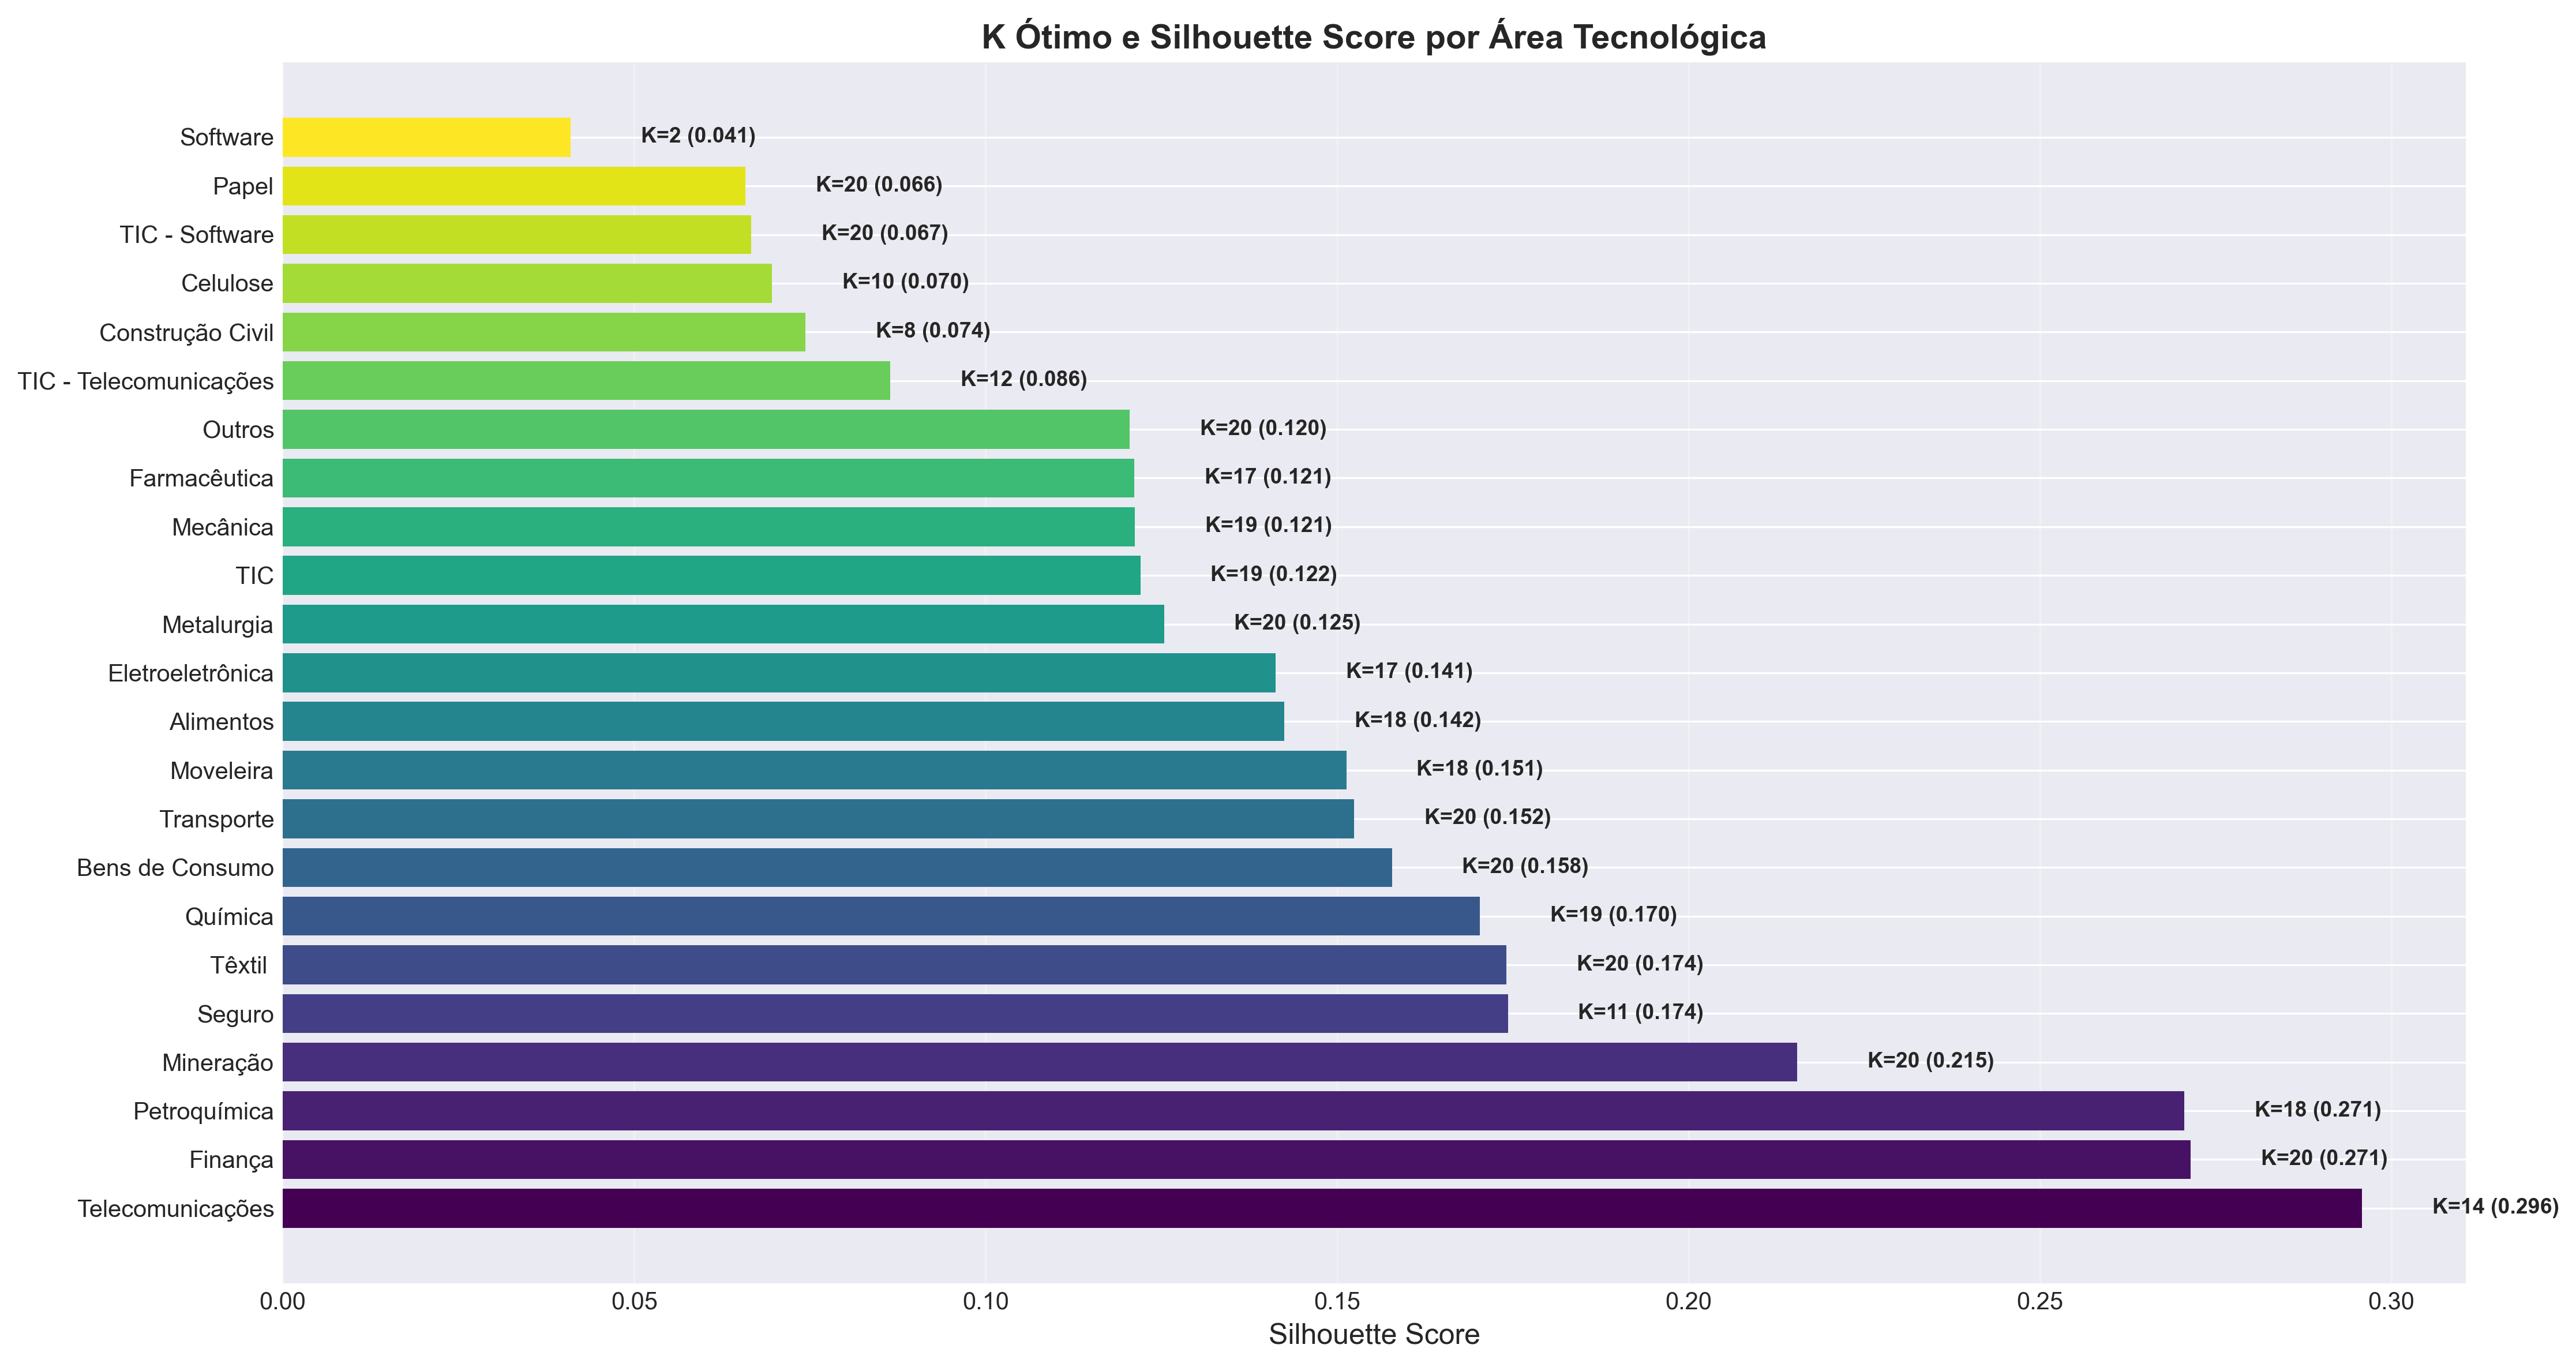 K Ótimo e Silhouette Score por Área Tecnológica
Software K=2 (0.041)
Papel K=20 (0.066)
TIC - Software K=20 (0.067)
Celulose K=10 (0.070)
Construção Civil K=8 (0.074)
TIC - Telecomunicações K=12 (0.086)
Outros K=20 (0.120)
Farmacêutica K=17 (0.121)
Mecânica K=19 (0.121)
TIC K=19 (0.122)
Metalurgia K=20 (0.125)
Eletroeletrônica K=17 (0.141)
Alimentos K=18 (0.142)
Moveleira K=18 (0.151)
Transporte K=20 (0.152)
Bens de Consumo K=20 (0.158)
Química K=19 (0.170)
Têxtil K=20 (0.174)
Seguro K=11 (0.174)
Mineração K=20 (0.215)
Petroquímica K=18 (0.271)
Finança K=20 (0.271)
Telecomunicações K=14 (0.296)
0.00 0.05 0.10 0.15 0.20 0.25 0.30
Silhouette Score